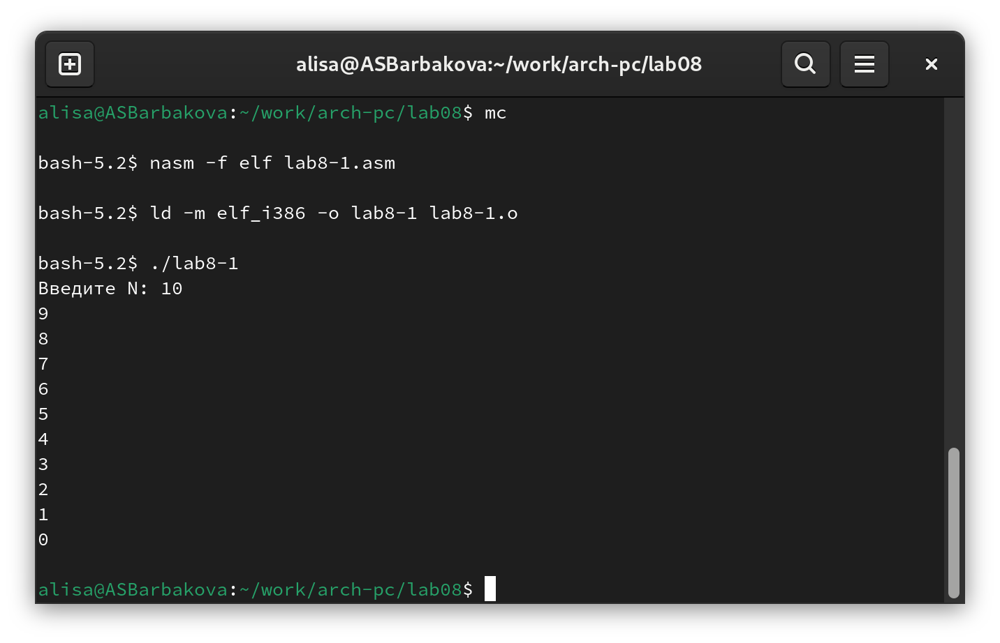 alisa@ASBarbakova:~/work/arch-pc/lab08
alisa@ASBarbakova:~/work/arch-pc/lab08$ mc
bash-5.2$ nasm -f elf lab8-1.asm
bash-5.2$ ld -m elf_i386 -o lab8-1 lab8-1.o
bash-5.2$ ./lab8-1
Введите N: 10
9
8
7
6
5
4
3
2
1
0
alisa@ASBarbakova:~/work/arch-pc/lab08$